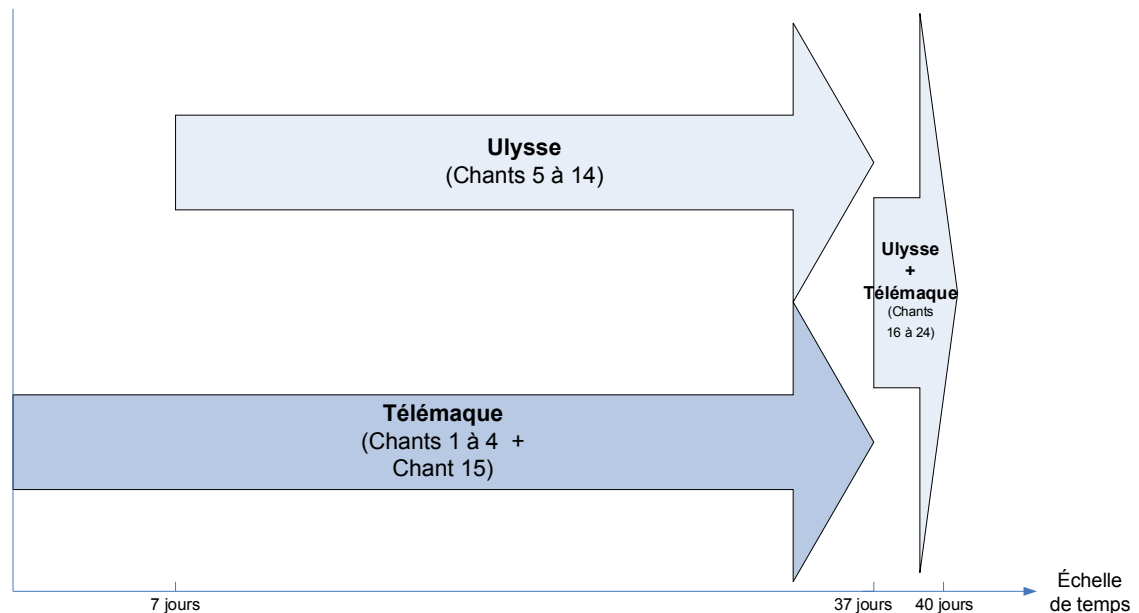 Ulysse
(Chants 5 à 14)
Ulysse
+
Télémaque
(Chants
16 à 24)
Télémaque
(Chants 1 à 4 +
Chant 15)
7 jours
37 jours
40 jours
Échelle
de temps